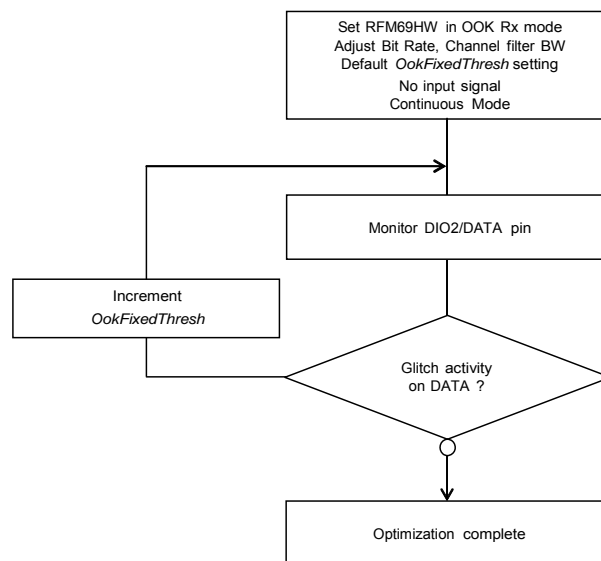 Set RFM69HW in OOK Rx mode
Adjust Bit Rate, Channel filter BW
Default OokFixedThresh setting
No input signal
Continuous Mode
Monitor DIO2/DATA pin
Increment
OokFixedThresh
Glitch activity
on DATA ?
Optimization complete